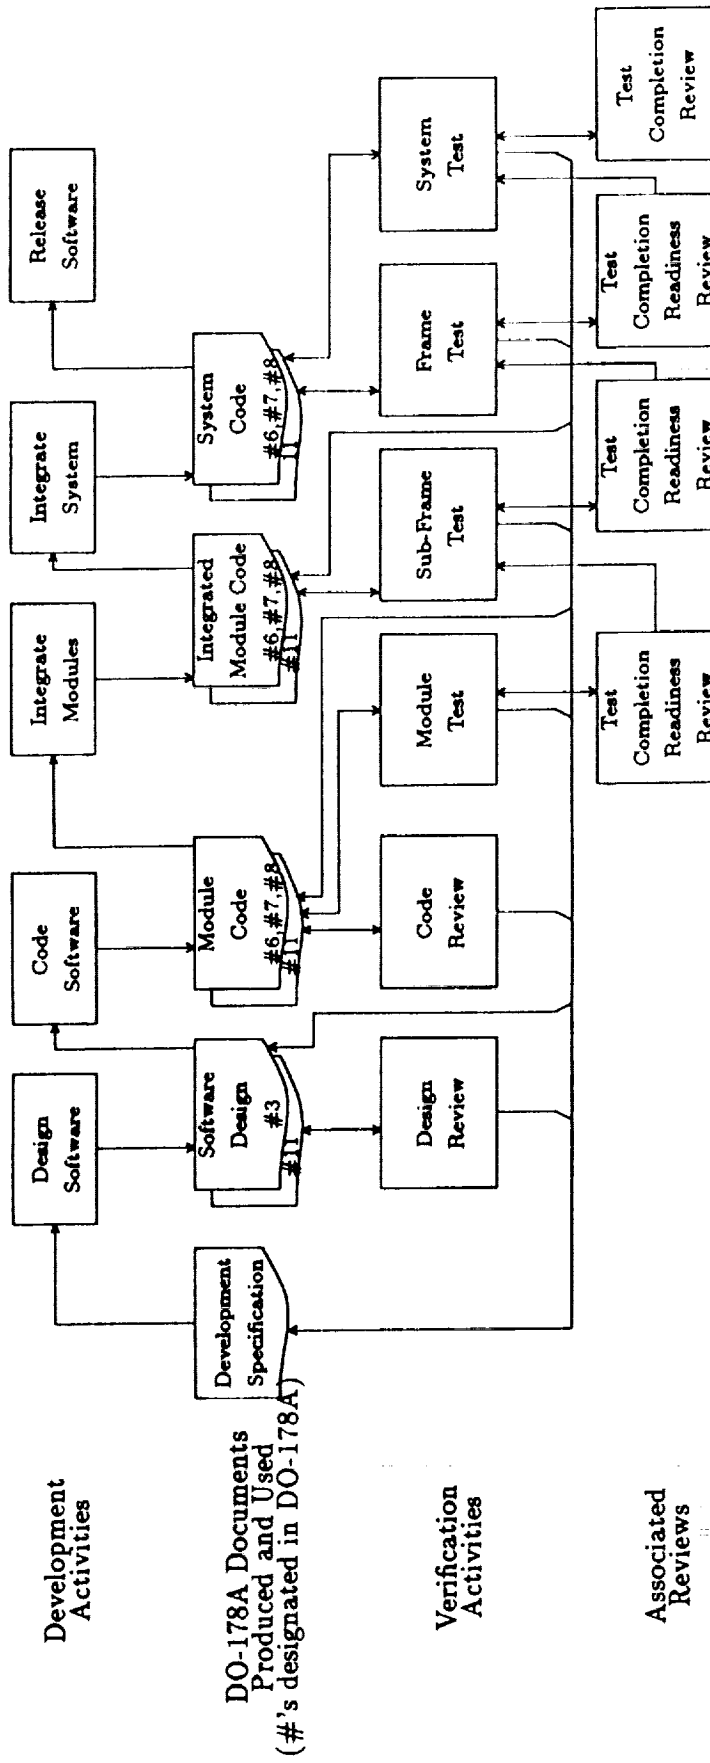 Development
Activities
Design
Software
Code
Software
Integrate
Modules
Integrate
System
Release
Software
DO-178A Documents
Produced and Used
(#'s designated in DO-178A)
Development
Specification
Software
Design
#3
#11
Module
Code
#6,#7,#8
#11
Integrated
Module Code
#6,#7,#8
#11
System
Code
#6,#7,#8
11
Verification
Activities
Design
Review
Code
Review
Module
Test
Sub-Frame
Test
Frame
Test
System
Test
Associated
Reviews
Test
Completion
Readiness
Review
Test
Completion
Readiness
Review
Test
Completion
Readiness
Review
Test
Completion
Review